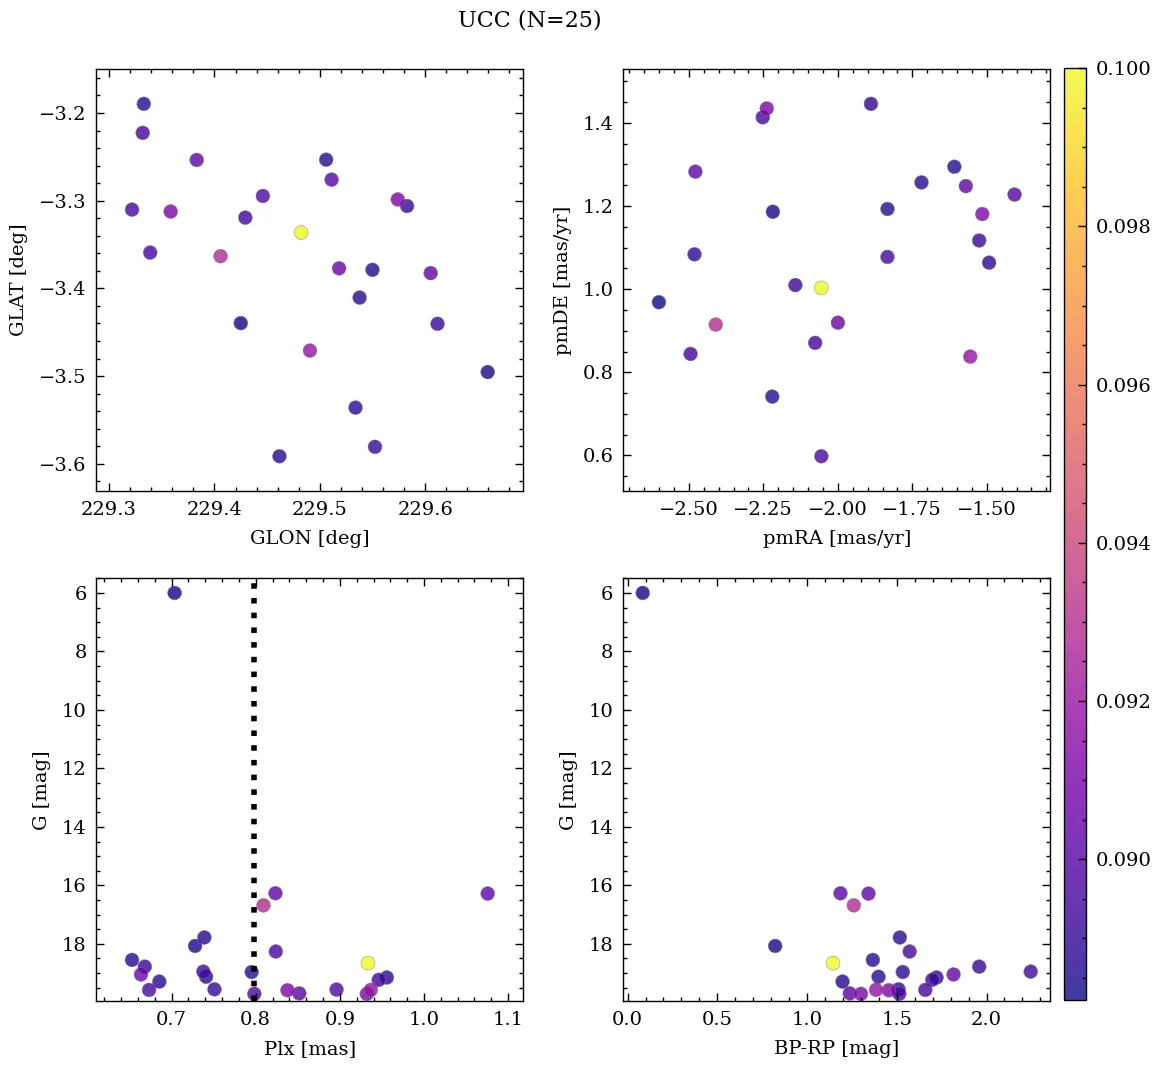 UCC (N=25)
−3.2
−3.3
−3.4
−3.5
−3.6
GLAT [deg]
229.3 229.4 229.5 229.6
GLON [deg]
1.4
1.2
1.0
0.8
0.6
pmDE [mas/yr]
−2.50 −2.25 −2.00 −1.75 −1.50
pmRA [mas/yr]
0.100
0.098
0.096
0.094
0.092
0.090
6
8
10
12
14
16
18
G [mag]
0.7 0.8 0.9 1.0 1.1
Plx [mas]
6
8
10
12
14
16
18
G [mag]
0.0 0.5 1.0 1.5 2.0
BP-RP [mag]